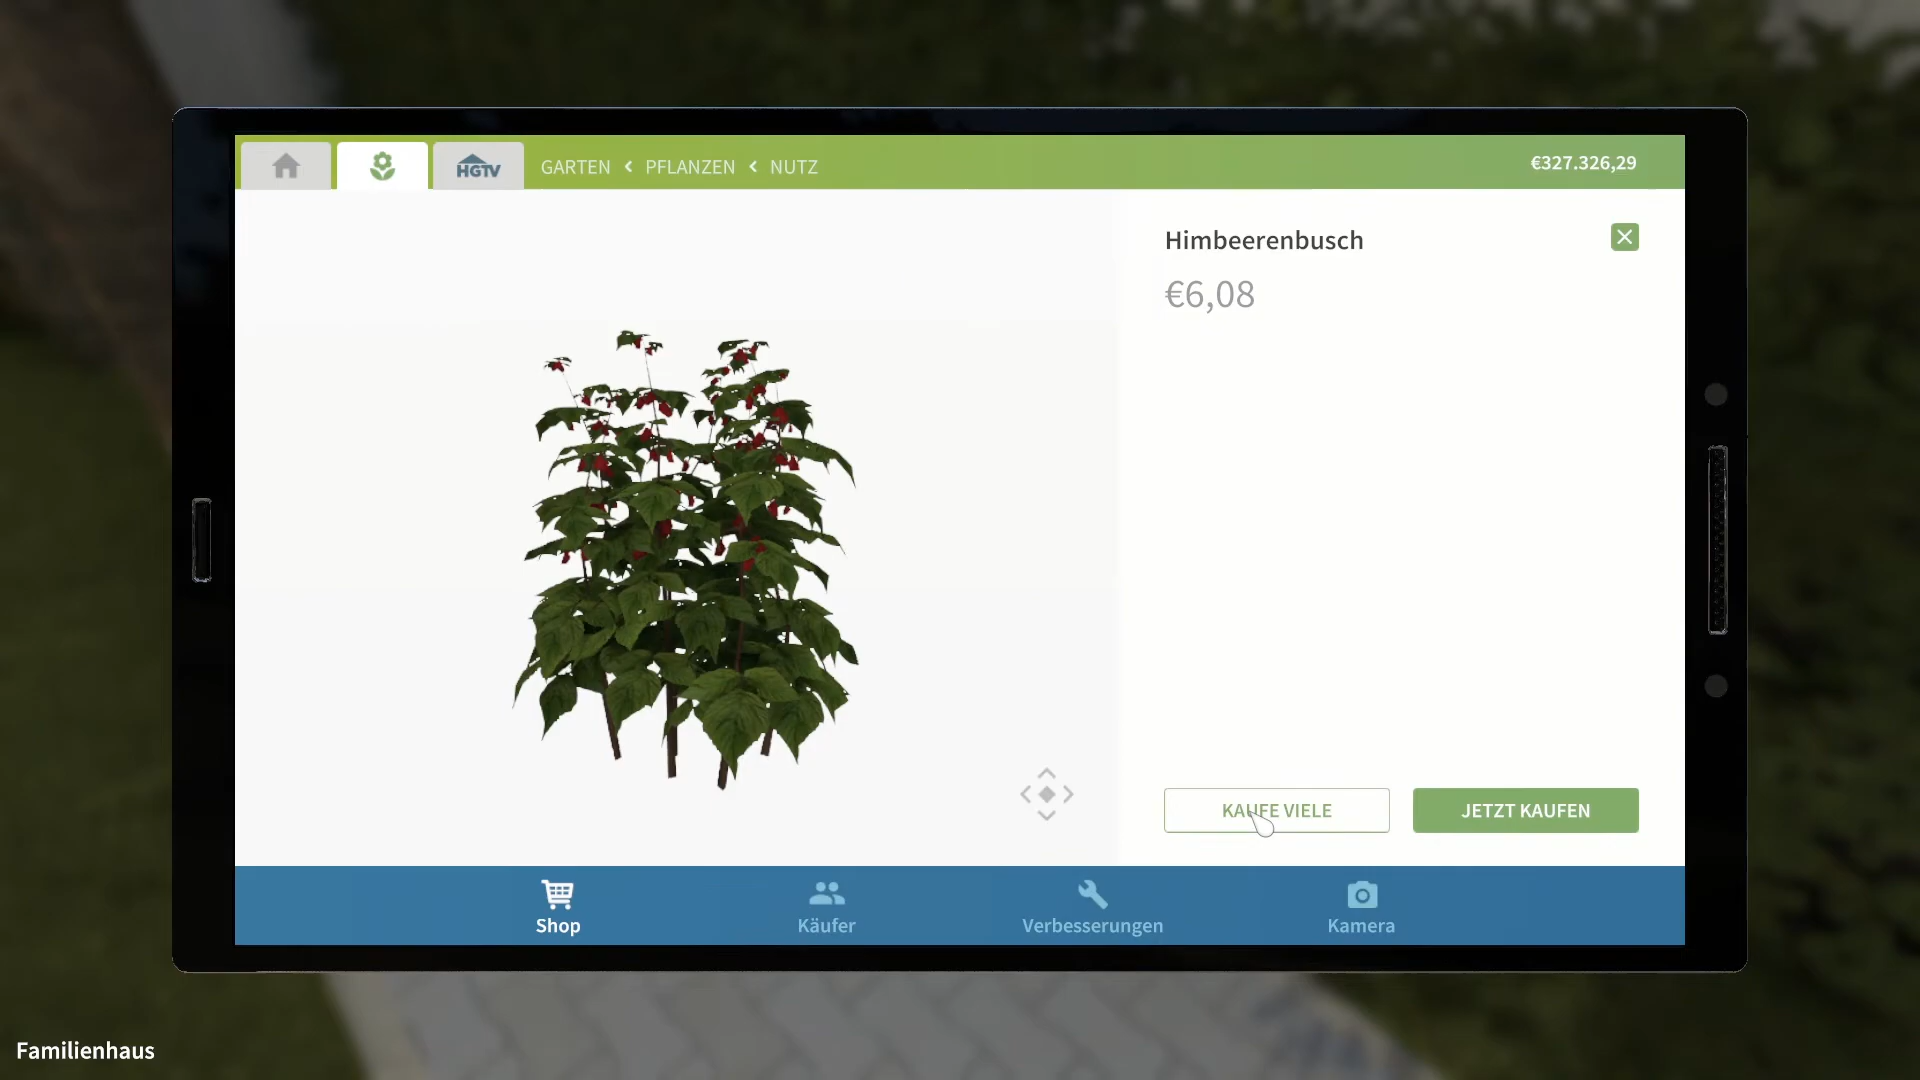 HGTV
GARTEN < PFLANZEN < NUTZ
€327.326,29
Himbeerenbusch
€6,08
KAUFE VIELE
JETZT KAUFEN
Shop
Käufer
Verbesserungen
Kamera
Familienhaus